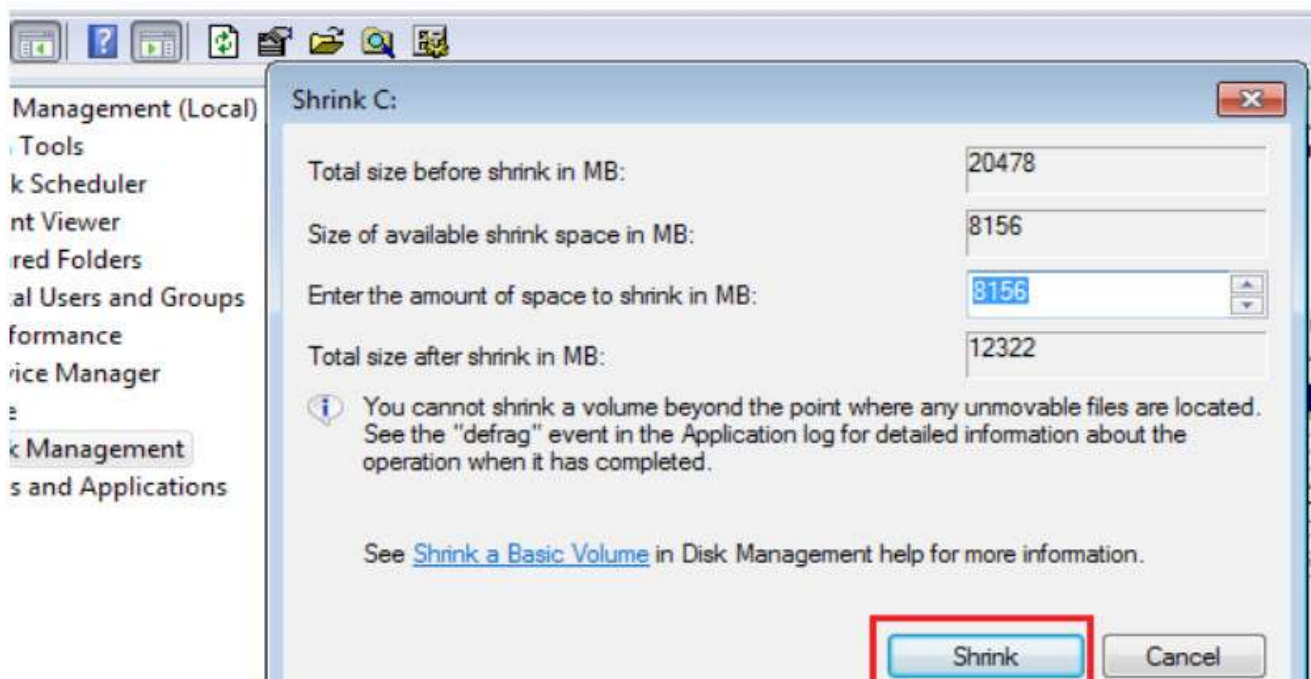 Management (Local)
Tools
k Scheduler
nt Viewer
red Folders
al Users and Groups
formance
vice Manager
e
k Management
s and Applications
Shrink C:
Total size before shrink in MB: 20478
Size of available shrink space in MB: 8156
Enter the amount of space to shrink in MB: 8156
Total size after shrink in MB: 12322
You cannot shrink a volume beyond the point where any unmovable files are located.
See the "defrag" event in the Application log for detailed information about the
operation when it has completed.
See Shrink a Basic Volume in Disk Management help for more information.
Shrink Cancel